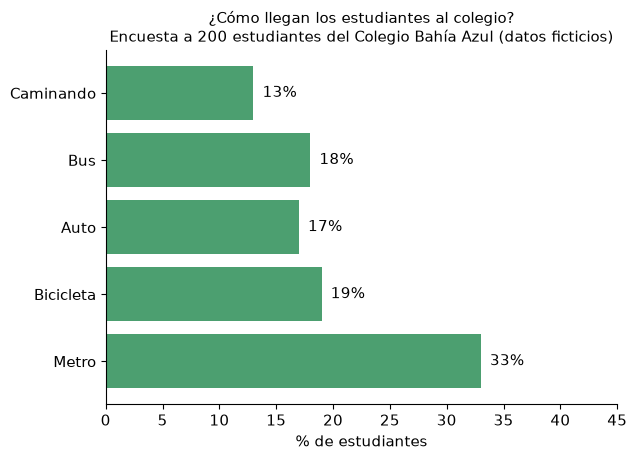 ¿Cómo llegan los estudiantes al colegio?
Encuesta a 200 estudiantes del Colegio Bahía Azul (datos ficticios)
Caminando 13%
Bus 18%
Auto 17%
Bicicleta 19%
Metro 33%
0 5 10 15 20 25 30 35 40 45
% de estudiantes